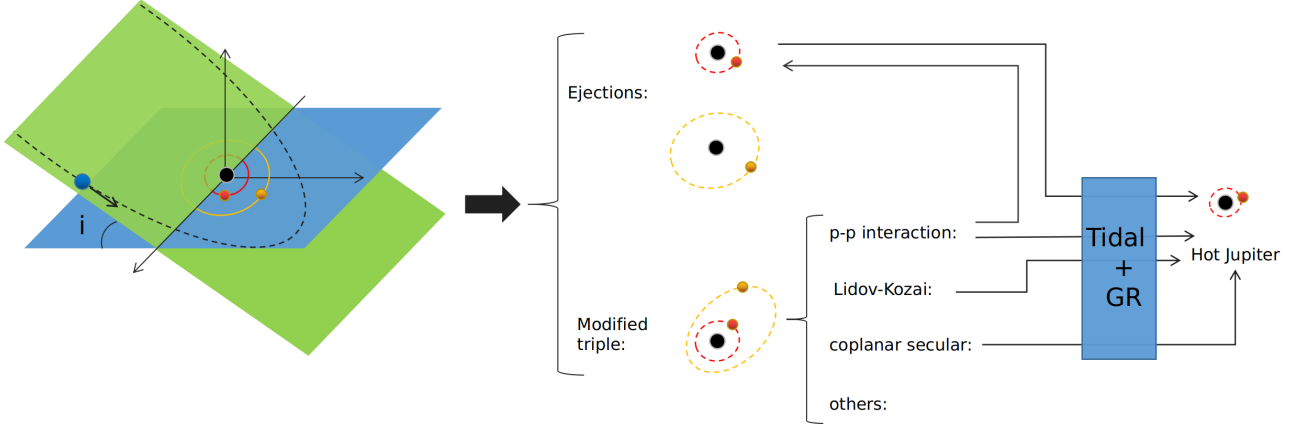 i
Ejections:
Modified
triple:
p-p interaction:
Lidov-Kozai:
coplanar secular:
others:
Tidal
+
GR
Hot Jupiter